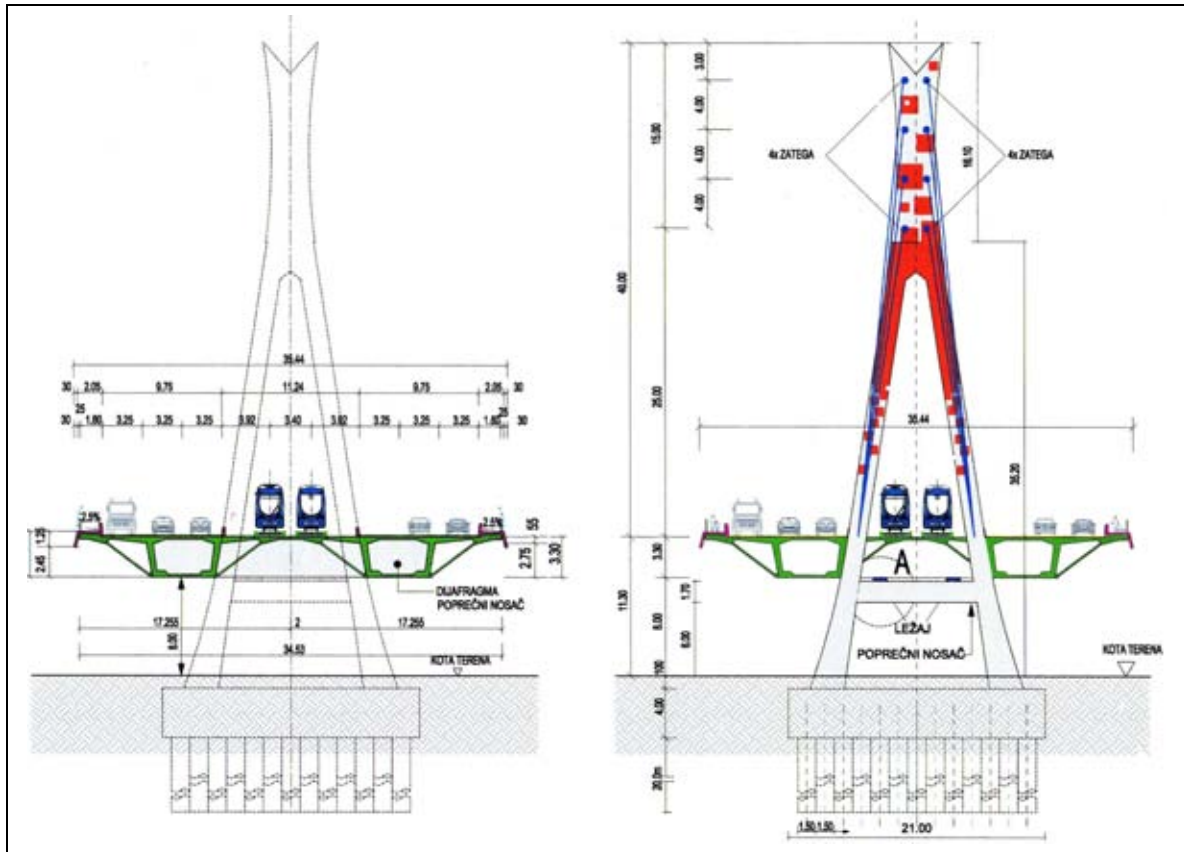 35.44
30 2.05 9.75 11.24 9.75 2.05 30
30 1.80 3.25 3.25 3.25 3.92 3.40 3.92 3.25 3.25 3.25 1.80 30
2.5%
2.5%
1.25
2.45
55
2.75
3.30
DIJAFRAGMA
POPREČNI NOSAČ
8.00
17.255 2 17.255
34.53
KOTA TERENA
3.00
4.00
4.00
4.00
15.00
40.00
25.00
4x ZATEGA
4x ZATEGA
16.10
35.44
35.20
3.30
11.30
8.00
1.70
6.00
A
LEŽAJ
POPREČNI NOSAČ
KOTA TERENA
100
4.00
20.0m
1.50 1.50
21.00